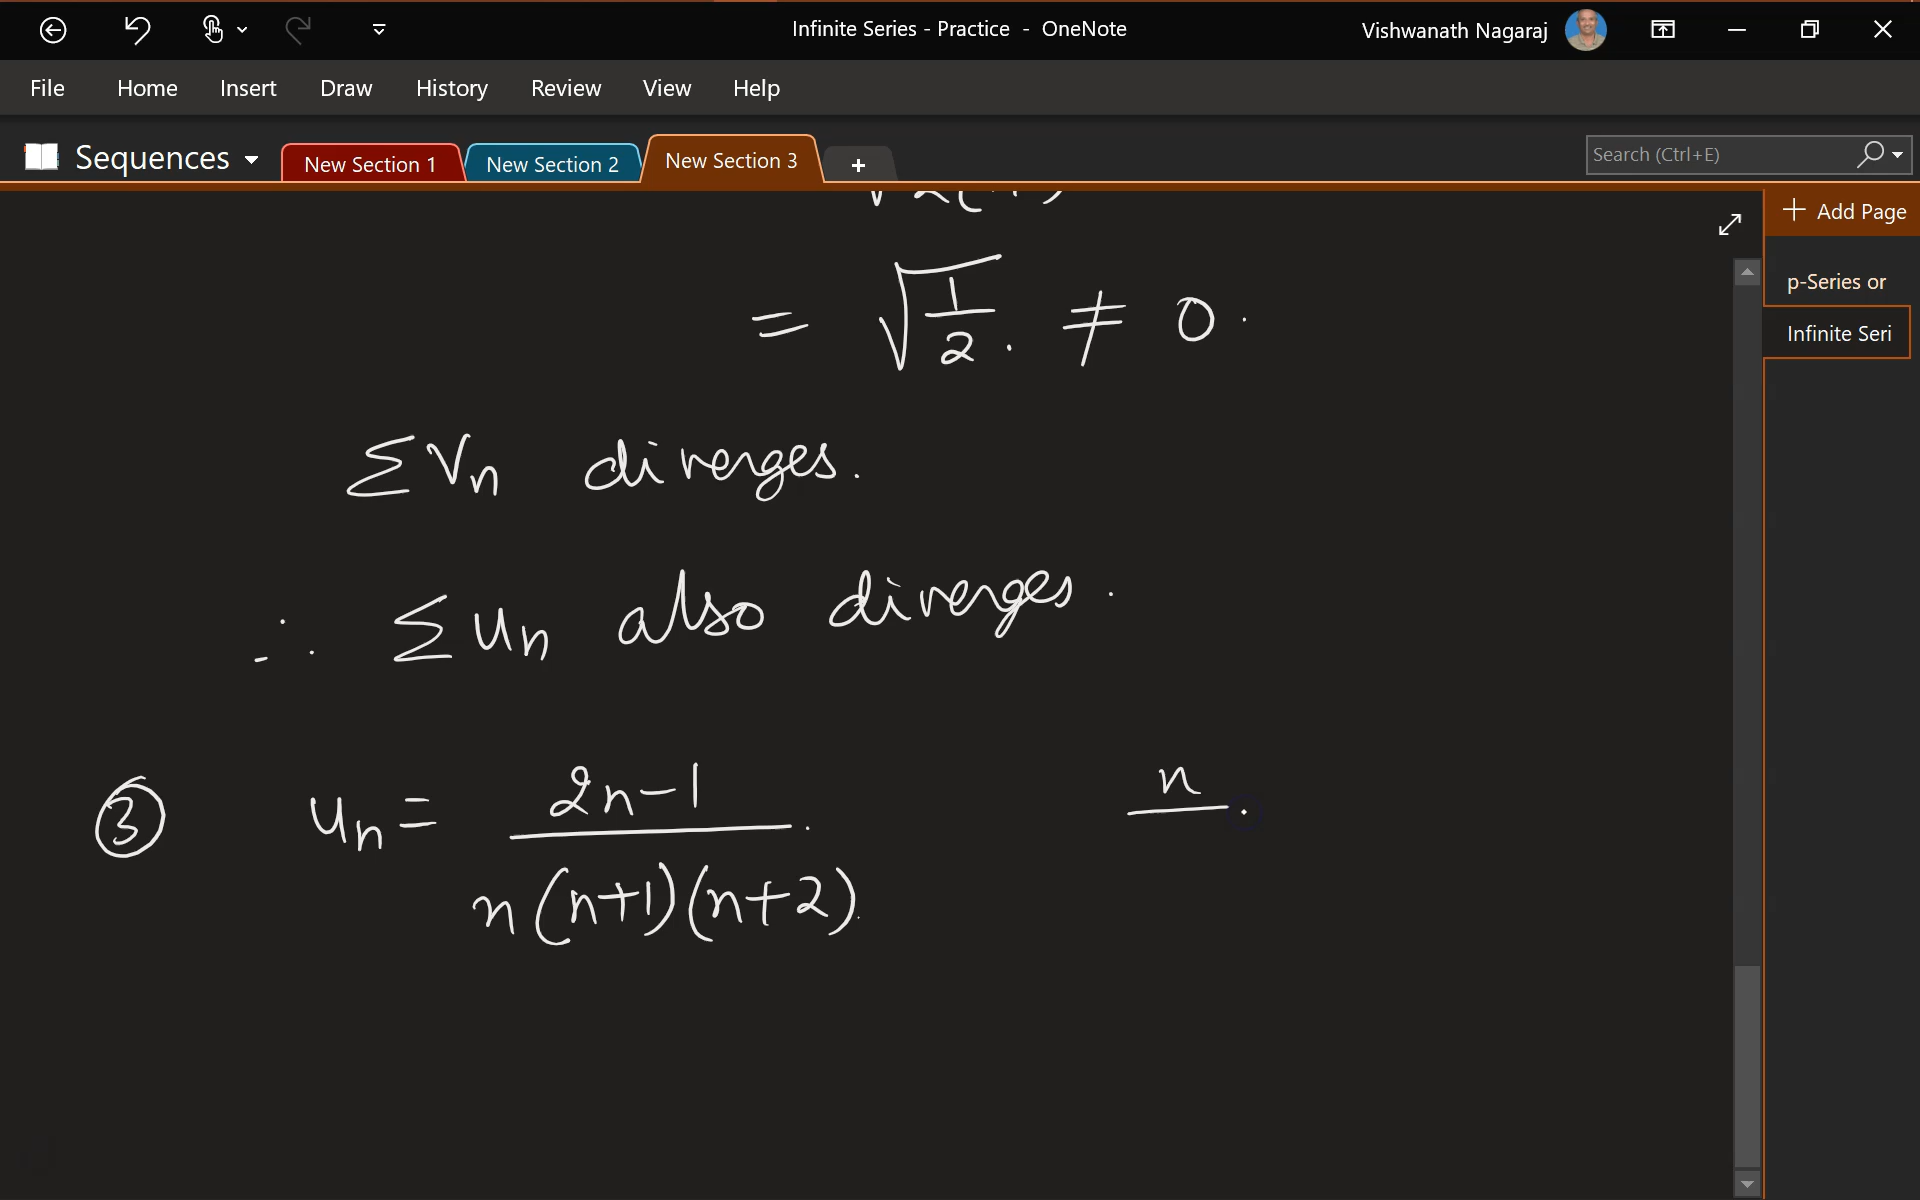 Infinite Series - Practice - OneNote
Vishwanath Nagaraj
File Home Insert Draw History Review View Help
Sequences New Section 1 New Section 2 New Section 3 +
Search (Ctrl+E)
+ Add Page
p-Series or
Infinite Seri
= √(1/2). ≠ 0.
Σvn diverges.
∴ Σun also diverges.
③ un = 2n-1 / n(n+1)(n+2).
n